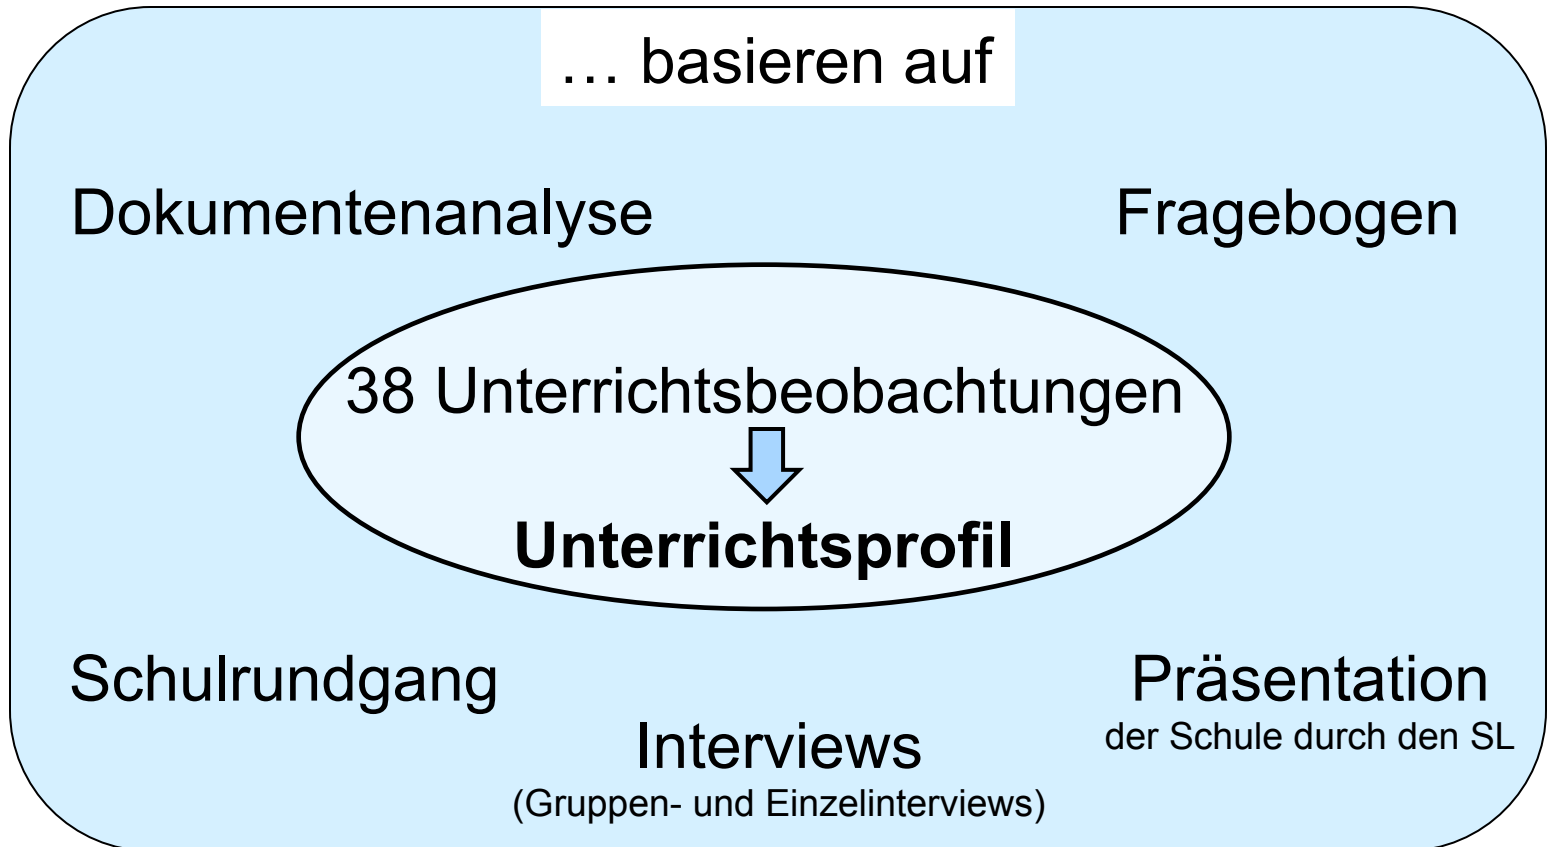 … basieren auf
Dokumentenanalyse
Fragebogen
38 Unterrichtsbeobachtungen
Unterrichtsprofil
Schulrundgang
Präsentation
der Schule durch den SL
Interviews
(Gruppen- und Einzelinterviews)